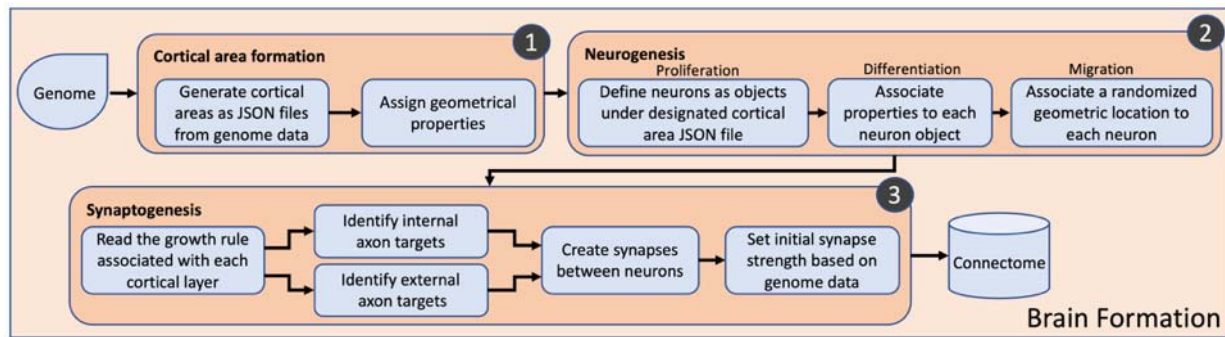 Genome
1
Cortical area formation
Generate cortical
areas as JSON files
from genome data
Assign geometrical
properties
2
Neurogenesis
Proliferation
Define neurons as objects
under designated cortical
area JSON file
Differentiation
Associate
properties to each
neuron object
Migration
Associate a randomized
geometric location to
each neuron
3
Synaptogenesis
Read the growth rule
associated with each
cortical layer
Identify internal
axon targets
Identify external
axon targets
Create synapses
between neurons
Set initial synapse
strength based on
genome data
Connectome
Brain Formation